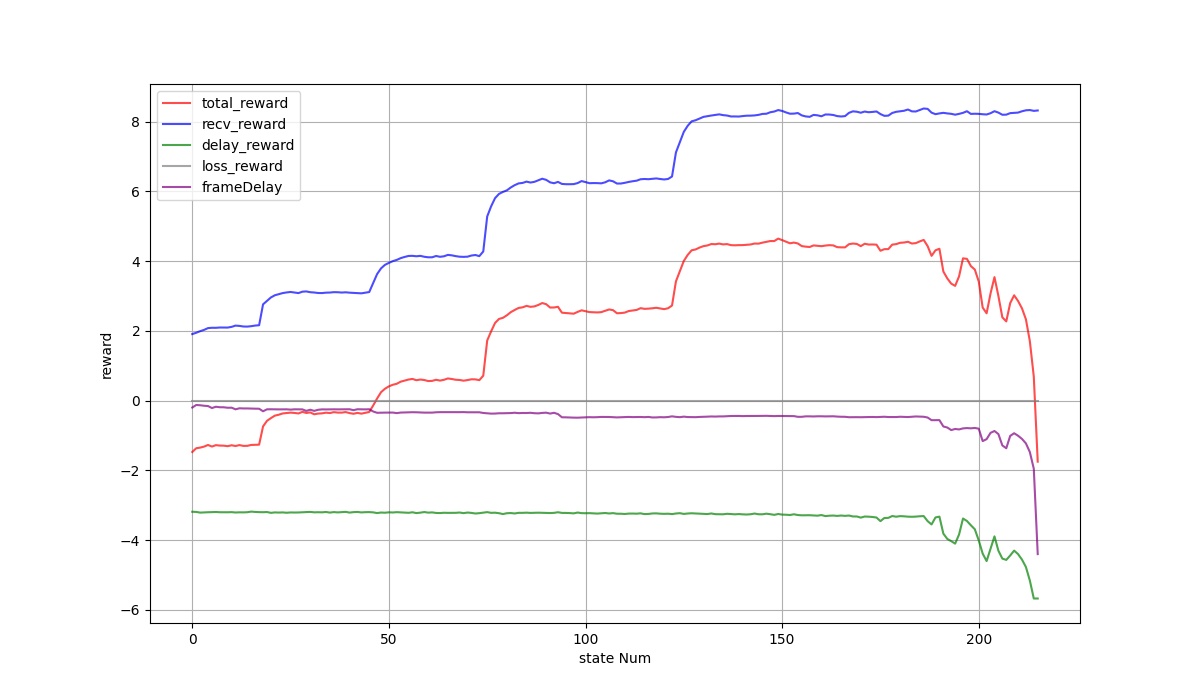 total_reward
recv_reward
delay_reward
loss_reward
frameDelay
8
6
4
2
0
−2
−4
−6
reward
0 50 100 150 200
state Num